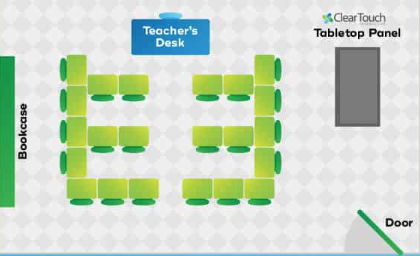 ClearTouch
Tabletop Panel
Teacher's
Desk
Bookcase
Door